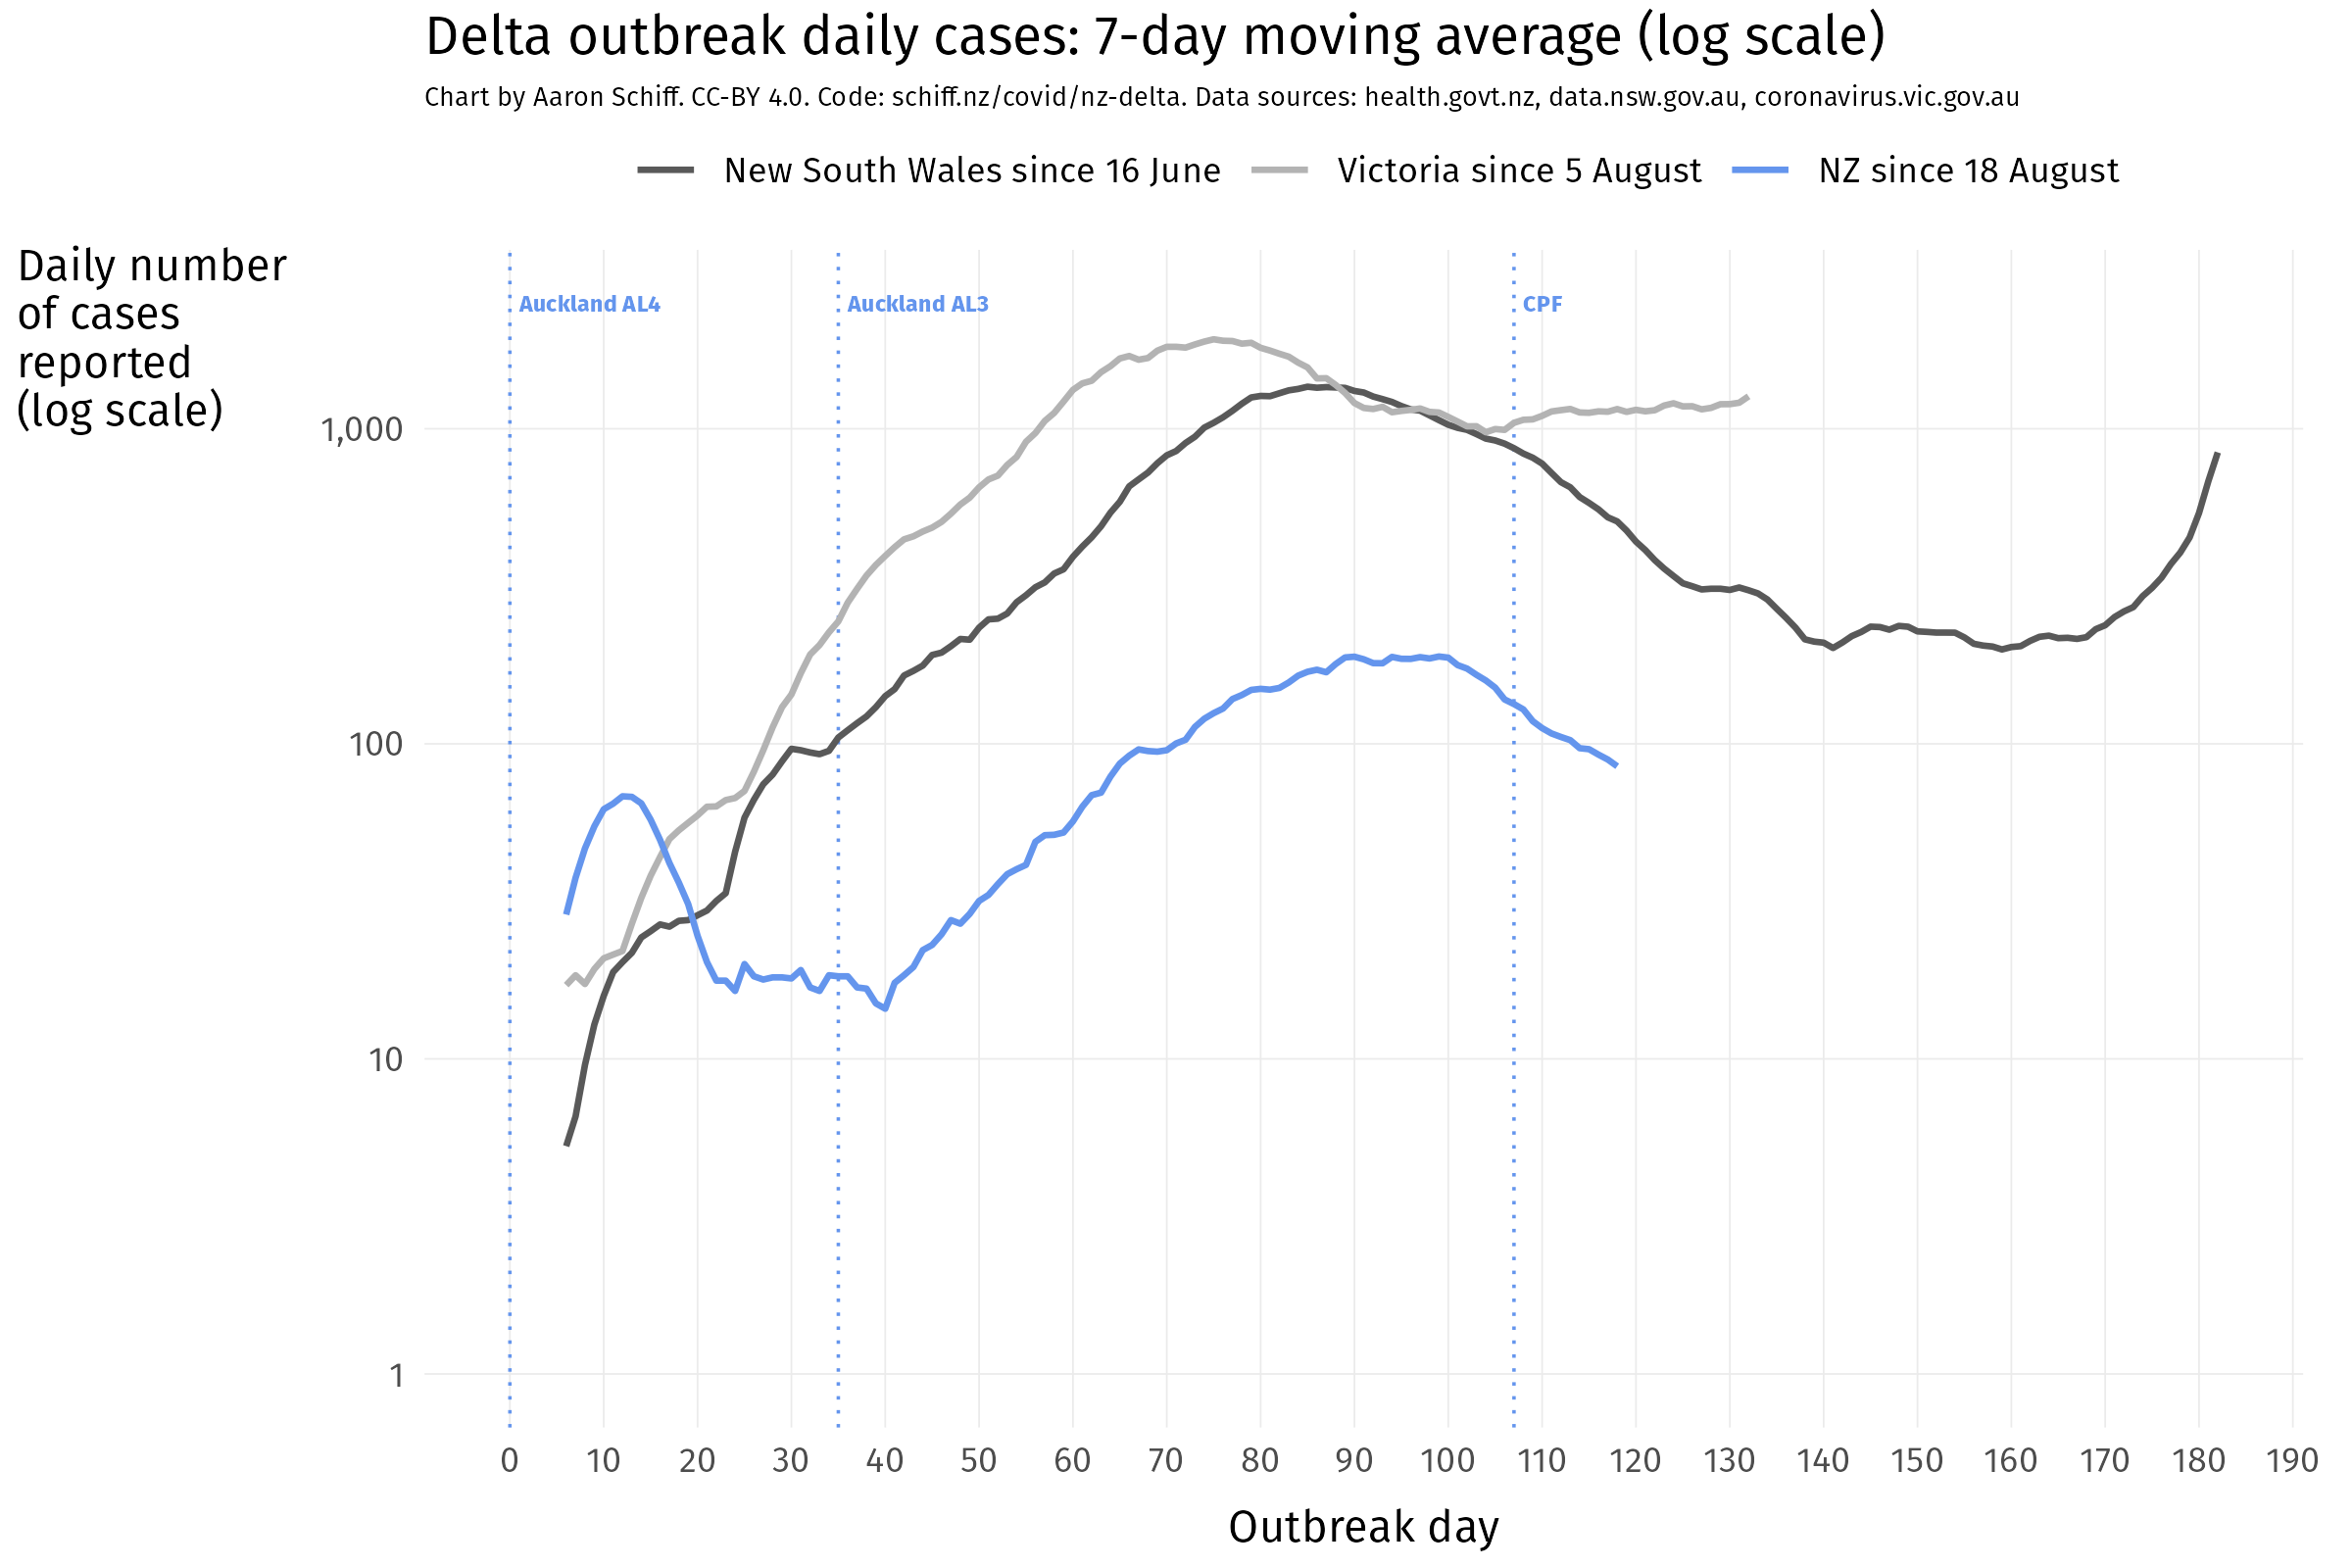 Delta outbreak daily cases: 7-day moving average (log scale)
Chart by Aaron Schiff. CC-BY 4.0. Code: schiff.nz/covid/nz-delta. Data sources: health.govt.nz, data.nsw.gov.au, coronavirus.vic.gov.au
New South Wales since 16 June Victoria since 5 August NZ since 18 August
Daily number
of cases
reported
(log scale)
Auckland AL4 Auckland AL3 CPF
1,000
100
10
1
0 10 20 30 40 50 60 70 80 90 100 110 120 130 140 150 160 170 180 190
Outbreak day